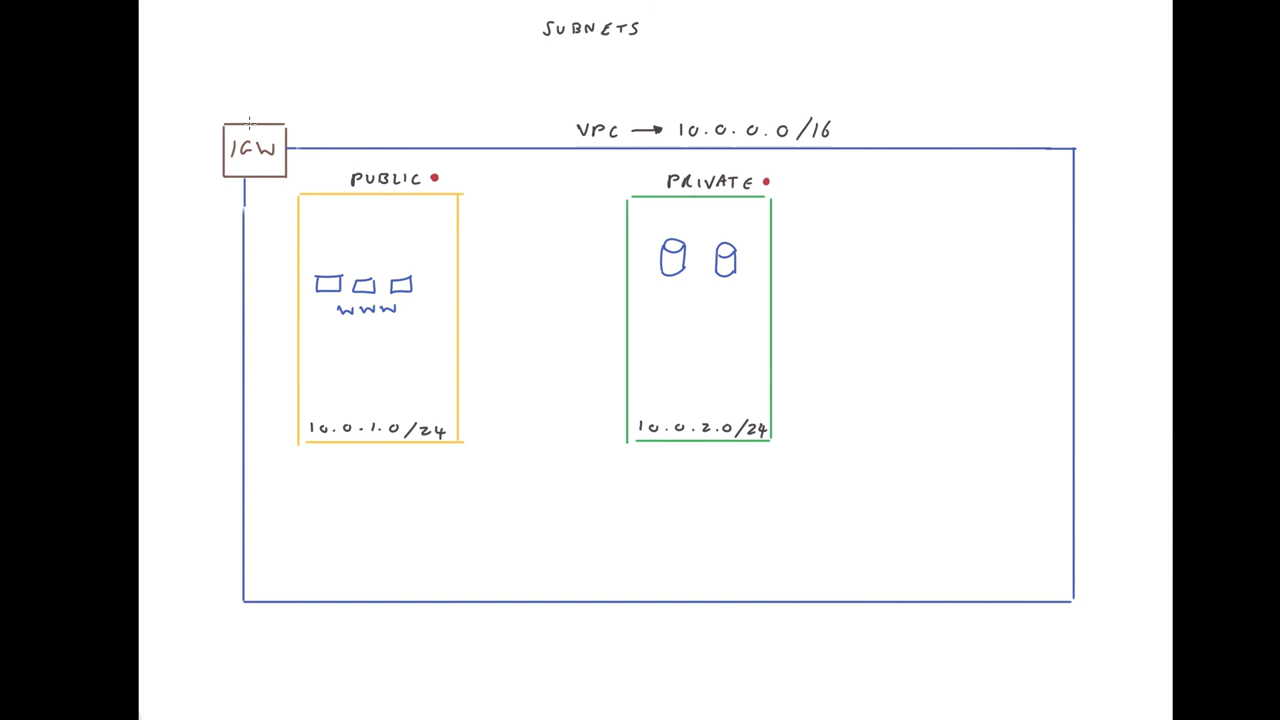 SUBNETS
VPC → 10.0.0.0/16
IGW
PUBLIC
PRIVATE
WWW
10.0.1.0/24
10.0.2.0/24